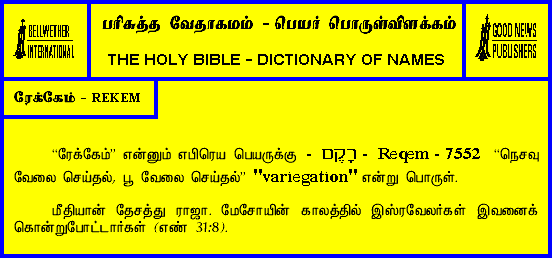 BELLWETHER
INTERNATIONAL
பரிசுத்த வேதாகமம் - பெயர் பொருள்விளக்கம்
THE HOLY BIBLE - DICTIONARY OF NAMES
GOOD NEWS
PUBLISHERS
ரேக்கேம் - REKEM
“ரேக்கேம்” என்னும் எபிரெய பெயருக்கு - רֶקֶם - Reqem - 7552 “நெசவு
வேலை செய்தல், பூ வேலை செய்தல்” "variegation" என்று பொருள்.
மீதியான் தேசத்து ராஜா. மோசேயின் காலத்தில் இஸ்ரவேலர்கள் இவனைக்
கொன்றுபோட்டார்கள் (எண் 31:8).